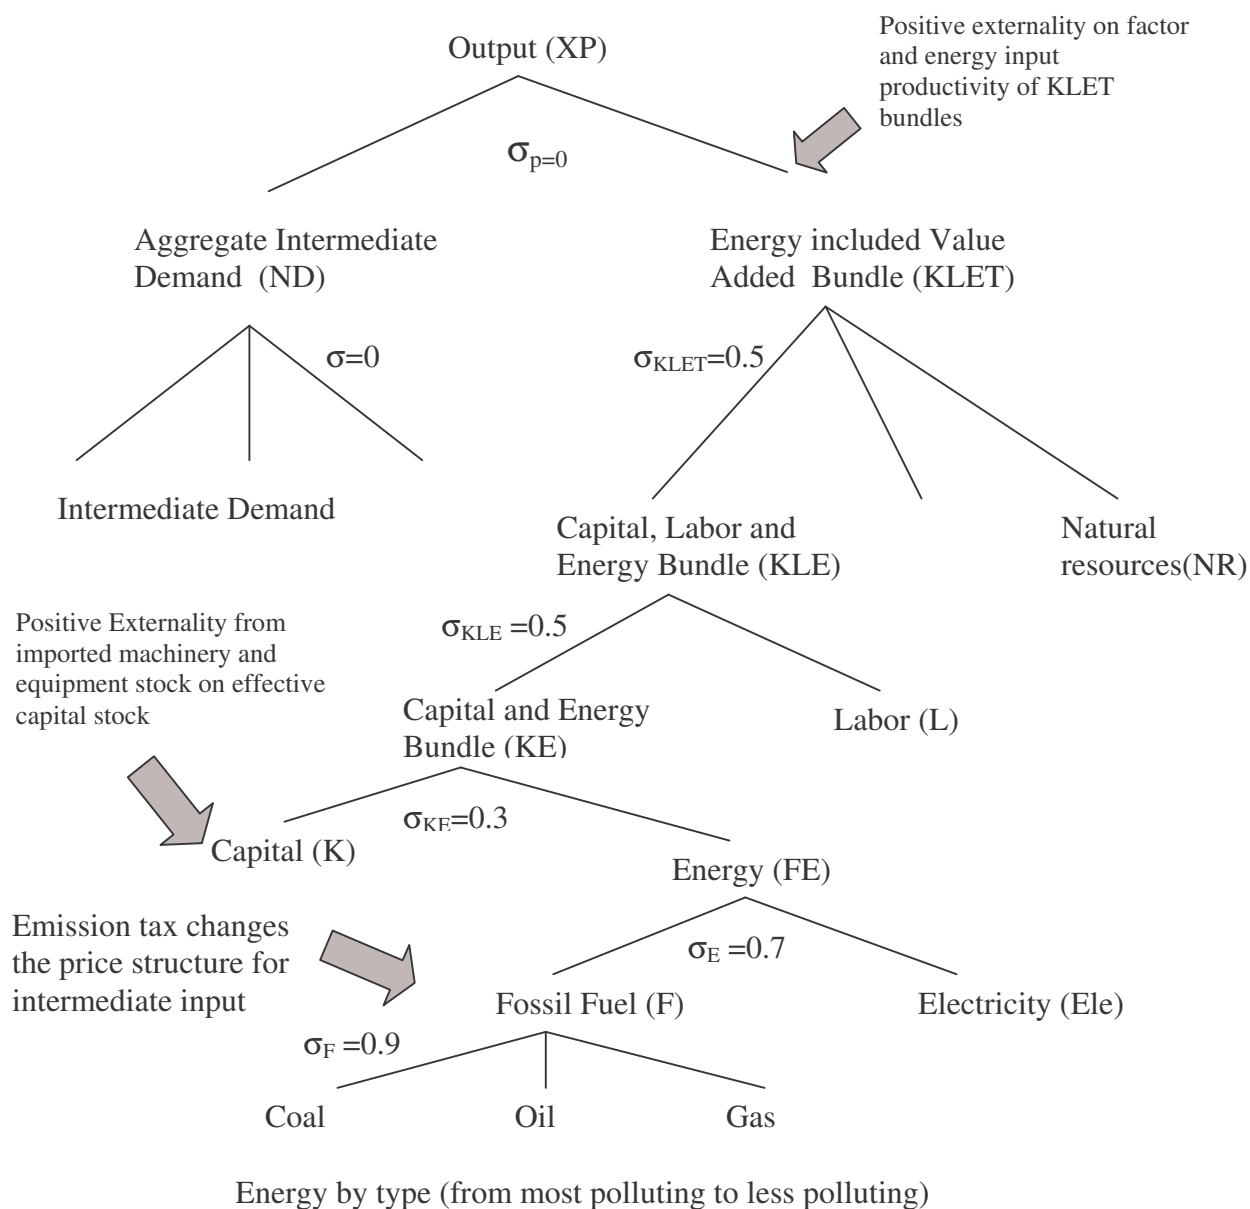 Output (XP)
Positive externality on factor
and energy input
productivity of KLET
bundles
σp=0
Aggregate Intermediate
Demand (ND)
Energy included Value
Added Bundle (KLET)
σ=0
σKLET=0.5
Intermediate Demand
Capital, Labor and
Energy Bundle (KLE)
Natural
resources(NR)
Positive Externality from
imported machinery and
equipment stock on effective
capital stock
σKLE =0.5
Capital and Energy
Bundle (KE)
Labor (L)
σKE=0.3
Capital (K)
Energy (FE)
Emission tax changes
the price structure for
intermediate input
σE =0.7
Fossil Fuel (F)
Electricity (Ele)
σF =0.9
Coal
Oil
Gas
Energy by type (from most polluting to less polluting)